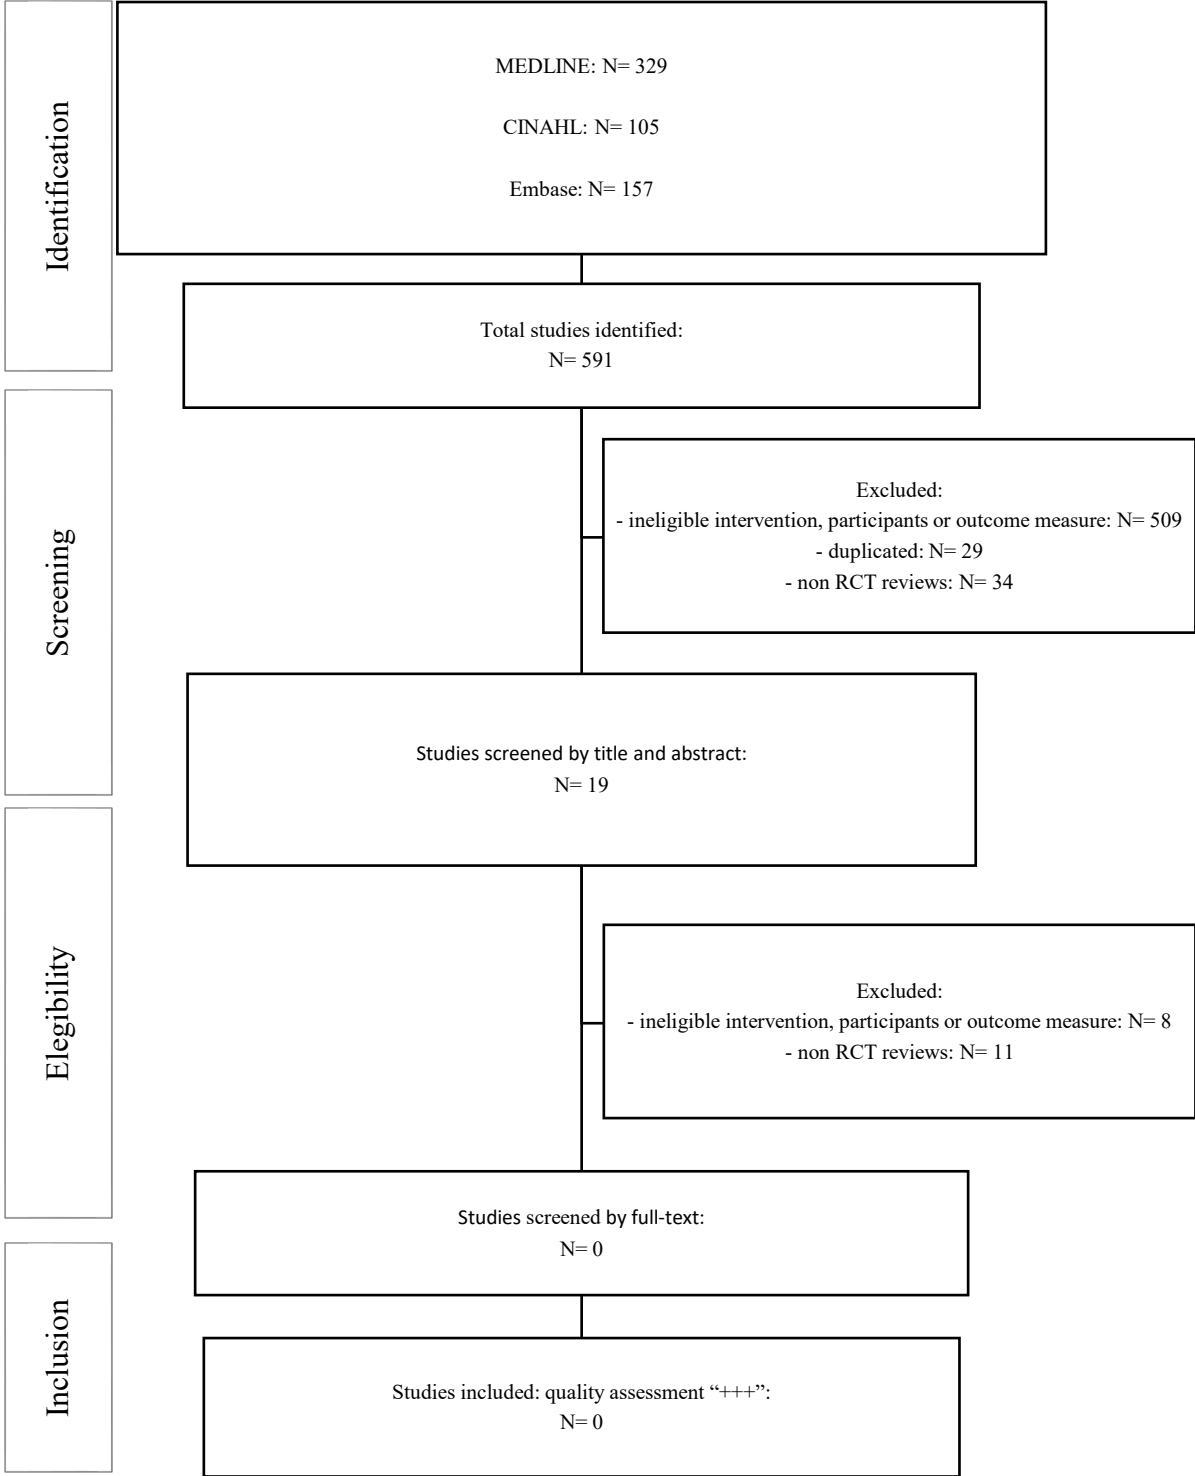 Identification
MEDLINE: N= 329
CINAHL: N= 105
Embase: N= 157
Total studies identified:
N= 591
Screening
Excluded:
- ineligible intervention, participants or outcome measure: N= 509
- duplicated: N= 29
- non RCT reviews: N= 34
Studies screened by title and abstract:
N= 19
Elegibility
Excluded:
- ineligible intervention, participants or outcome measure: N= 8
- non RCT reviews: N= 11
Studies screened by full-text:
N= 0
Inclusion
Studies included: quality assessment “+++”:
N= 0